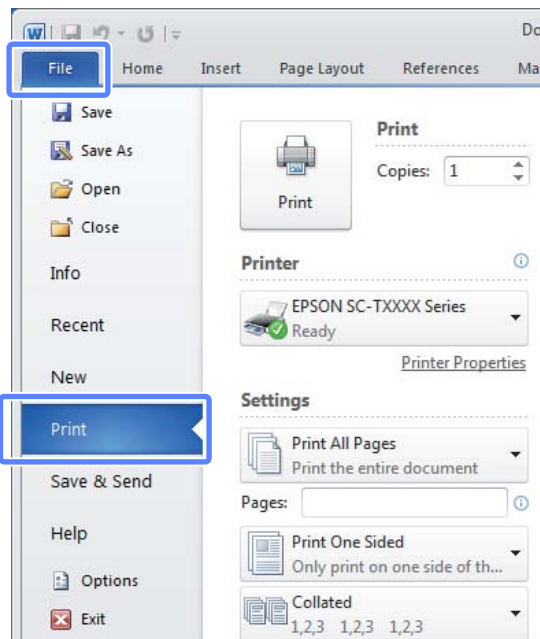 W
Do
File Home Insert Page Layout References Ma
Save
Save As
Open
Close
Info
Recent
New
Print
Save & Send
Help
Options
Exit
Print
Print
Copies: 1
Printer
EPSON SC-TXXXX Series
Ready
Printer Properties
Settings
Print All Pages
Print the entire document
Pages:
Print One Sided
Only print on one side of th...
Collated
1,2,3 1,2,3 1,2,3